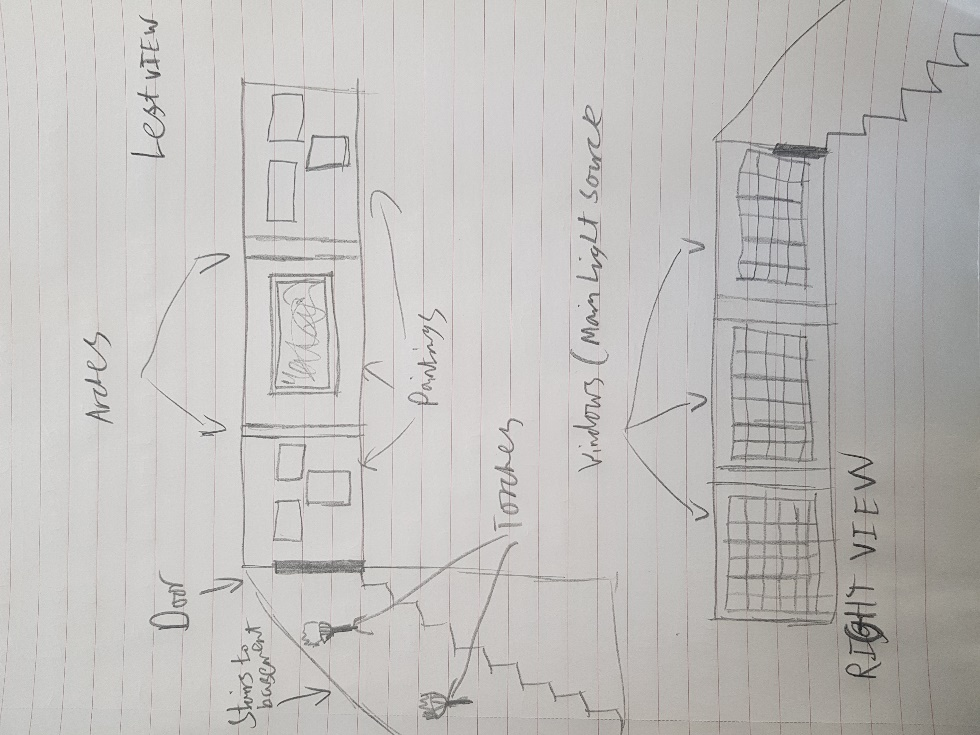 Left VIEW
Arches
Door
Stairs to
basement
Paintings
Torches
Windows (Main Light Source
RIGHT VIEW